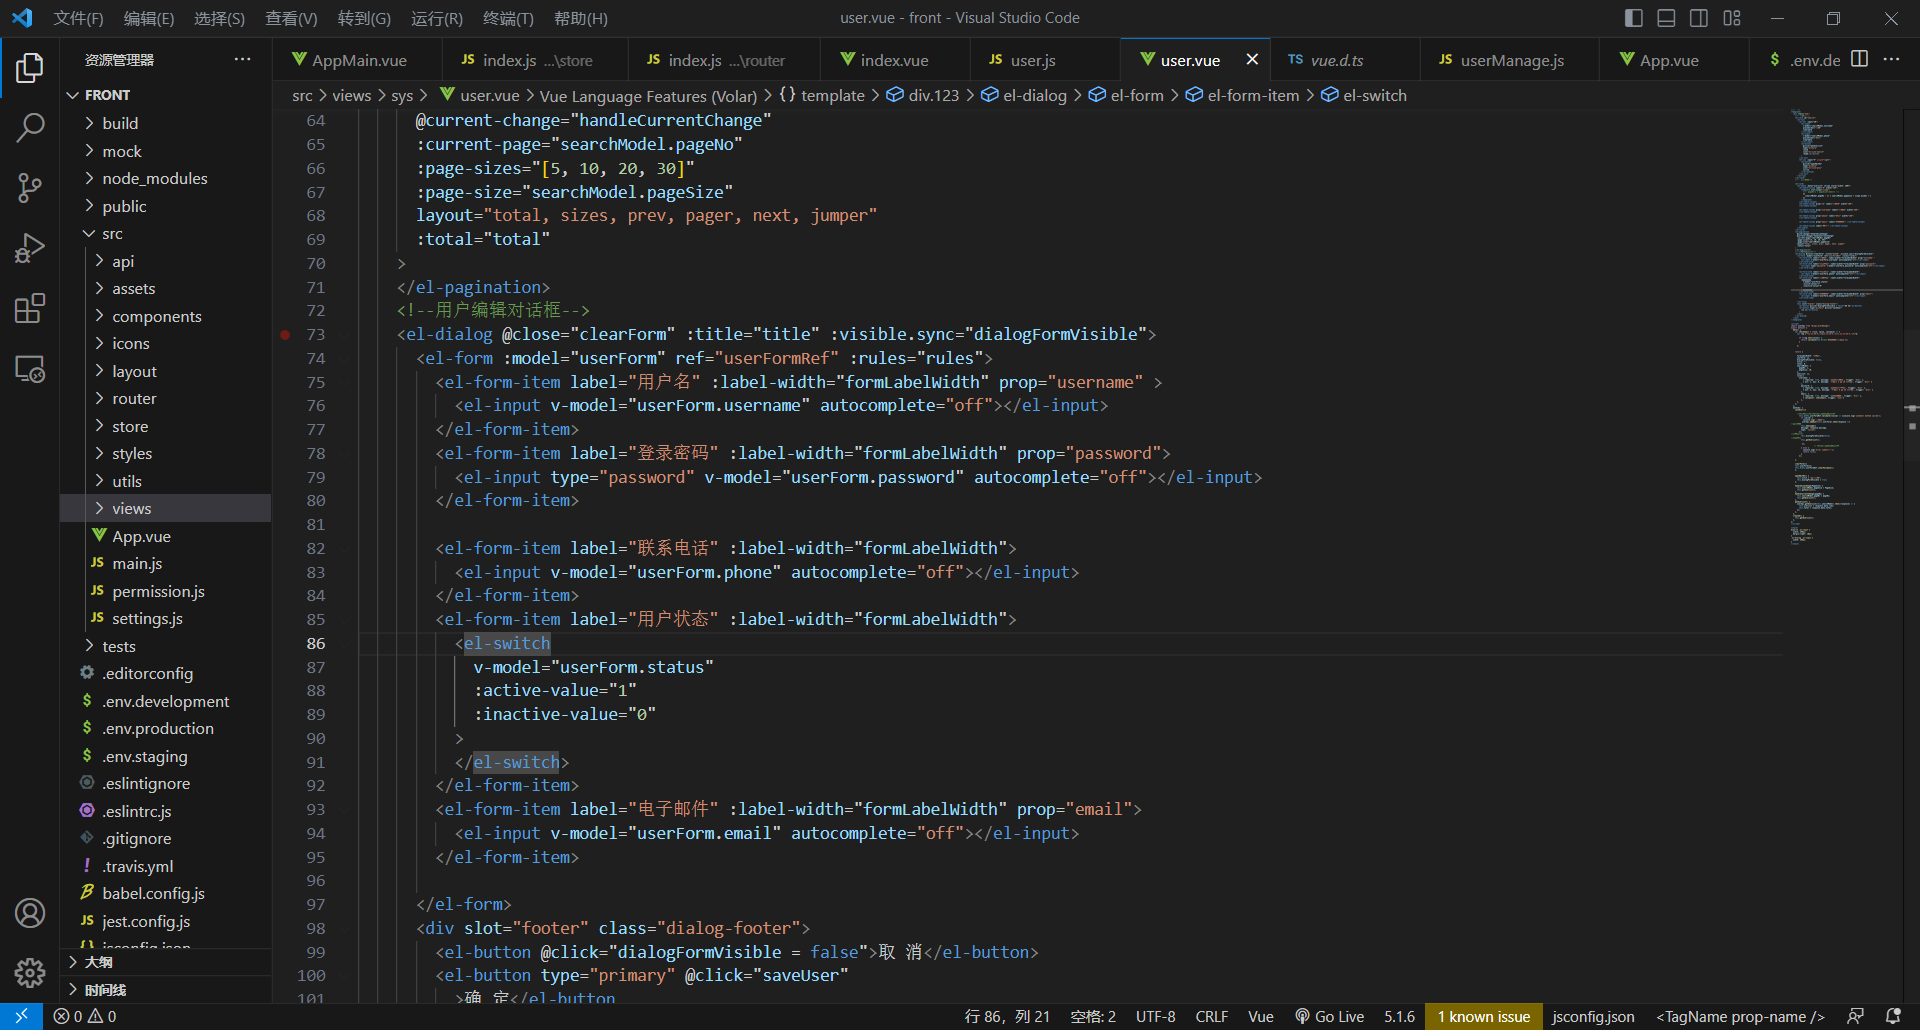 文件(F) 编辑(E) 选择(S) 查看(V) 转到(G) 运行(R) 终端(T) 帮助(H) user.vue - front - Visual Studio Code
资源管理器 ···
AppMain.vue JS index.js ...\store JS index.js ...\router index.vue JS user.js user.vue TS vue.d.ts JS userManage.js App.vue $ .env.de ···
src > views > sys > user.vue > Vue Language Features (Volar) > {} template > div.123 > el-dialog > el-form > el-form-item > el-switch
FRONT
build
mock
node_modules
public
src
api
assets
components
icons
layout
router
store
styles
utils
views
App.vue
JS main.js
JS permission.js
JS settings.js
tests
.editorconfig
$ .env.development
$ .env.production
$ .env.staging
.eslintignore
.eslintrc.js
.gitignore
! .travis.yml
babel.config.js
JS jest.config.js
{} jsconfig.json
大纲
时间线
64 @current-change="handleCurrentChange"
65 :current-page="searchModel.pageNo"
66 :page-sizes="[5, 10, 20, 30]"
67 :page-size="searchModel.pageSize"
68 layout="total, sizes, prev, pager, next, jumper"
69 :total="total"
70 >
71 </el-pagination>
72 <!--用户编辑对话框-->
73 <el-dialog @close="clearForm" :title="title" :visible.sync="dialogFormVisible">
74 <el-form :model="userForm" ref="userFormRef" :rules="rules">
75 <el-form-item label="用户名" :label-width="formLabelWidth" prop="username" >
76 <el-input v-model="userForm.username" autocomplete="off"></el-input>
77 </el-form-item>
78 <el-form-item label="登录密码" :label-width="formLabelWidth" prop="password">
79 <el-input type="password" v-model="userForm.password" autocomplete="off"></el-input>
80 </el-form-item>
81
82 <el-form-item label="联系电话" :label-width="formLabelWidth">
83 <el-input v-model="userForm.phone" autocomplete="off"></el-input>
84 </el-form-item>
85 <el-form-item label="用户状态" :label-width="formLabelWidth">
86 <el-switch
87 v-model="userForm.status"
88 :active-value="1"
89 :inactive-value="0"
90 >
91 </el-switch>
92 </el-form-item>
93 <el-form-item label="电子邮件" :label-width="formLabelWidth" prop="email">
94 <el-input v-model="userForm.email" autocomplete="off"></el-input>
95 </el-form-item>
96
97 </el-form>
98 <div slot="footer" class="dialog-footer">
99 <el-button @click="dialogFormVisible = false">取 消</el-button>
100 <el-button type="primary" @click="saveUser"
101 >确 定</el-button
0 0 行 86，列 21 空格: 2 UTF-8 CRLF Vue Go Live 5.1.6 1 known issue jsconfig.json <TagName prop-name />